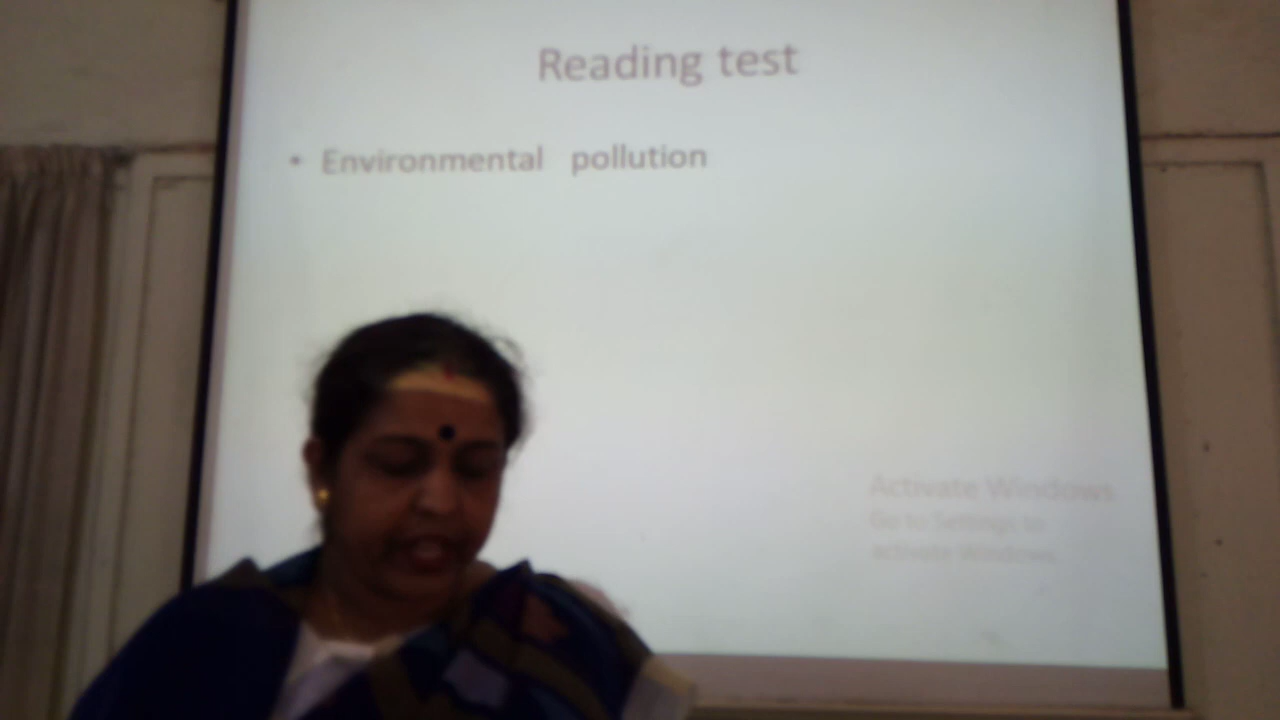 Reading test
• Environmental pollution
Activate Windows
Go to Settings to
activate Windows.